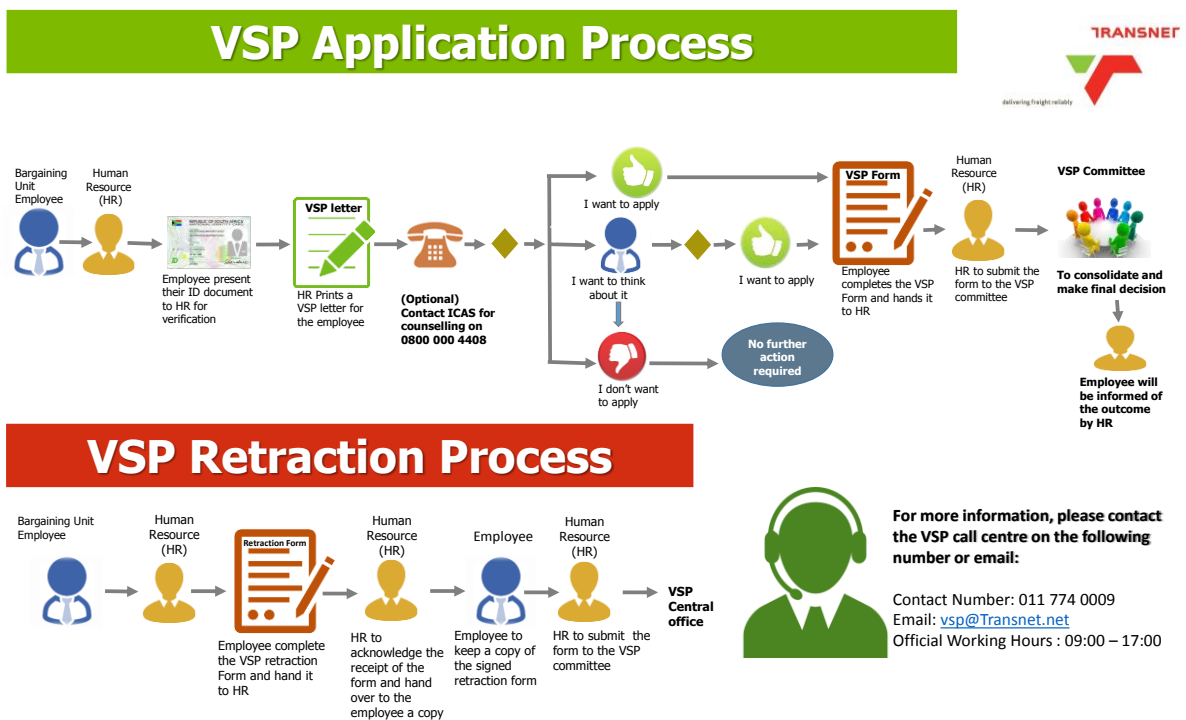 VSP Application Process
TRANSNET
delivering freight reliably
Bargaining
Unit
Employee
Human
Resource
(HR)
Employee present
their ID document
to HR for
verification
VSP letter
HR Prints a
VSP letter for
the employee
(Optional)
Contact ICAS for
counselling on
0800 000 4408
I want to apply
I want to think
about it
I don't want
to apply
I want to apply
No further
action
required
VSP Form
Employee
completes the VSP
Form and hands it
to HR
Human
Resource
(HR)
HR to submit the
form to the VSP
committee
VSP Committee
To consolidate and
make final decision
Employee will
be informed of
the outcome
by HR
VSP Retraction Process
Bargaining Unit
Employee
Human
Resource
(HR)
Retraction Form
Employee complete
the VSP retraction
Form and hand it
to HR
Human
Resource
(HR)
HR to
acknowledge the
receipt of the
form and hand
over to the
employee a copy
Employee
Employee to
keep a copy of
the signed
retraction form
Human
Resource
(HR)
HR to submit the
form to the VSP
committee
VSP
Central
office
For more information, please contact
the VSP call centre on the following
number or email:
Contact Number: 011 774 0009
Email: vsp@Transnet.net
Official Working Hours : 09:00 – 17:00